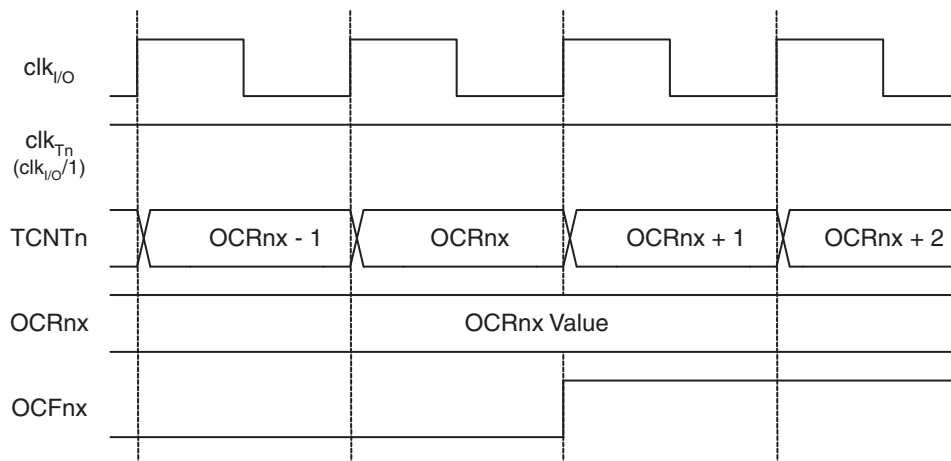 clkI/O
clkTn
(clkI/O/1)
TCNTn OCRnx - 1 OCRnx OCRnx + 1 OCRnx + 2
OCRnx OCRnx Value
OCFnx